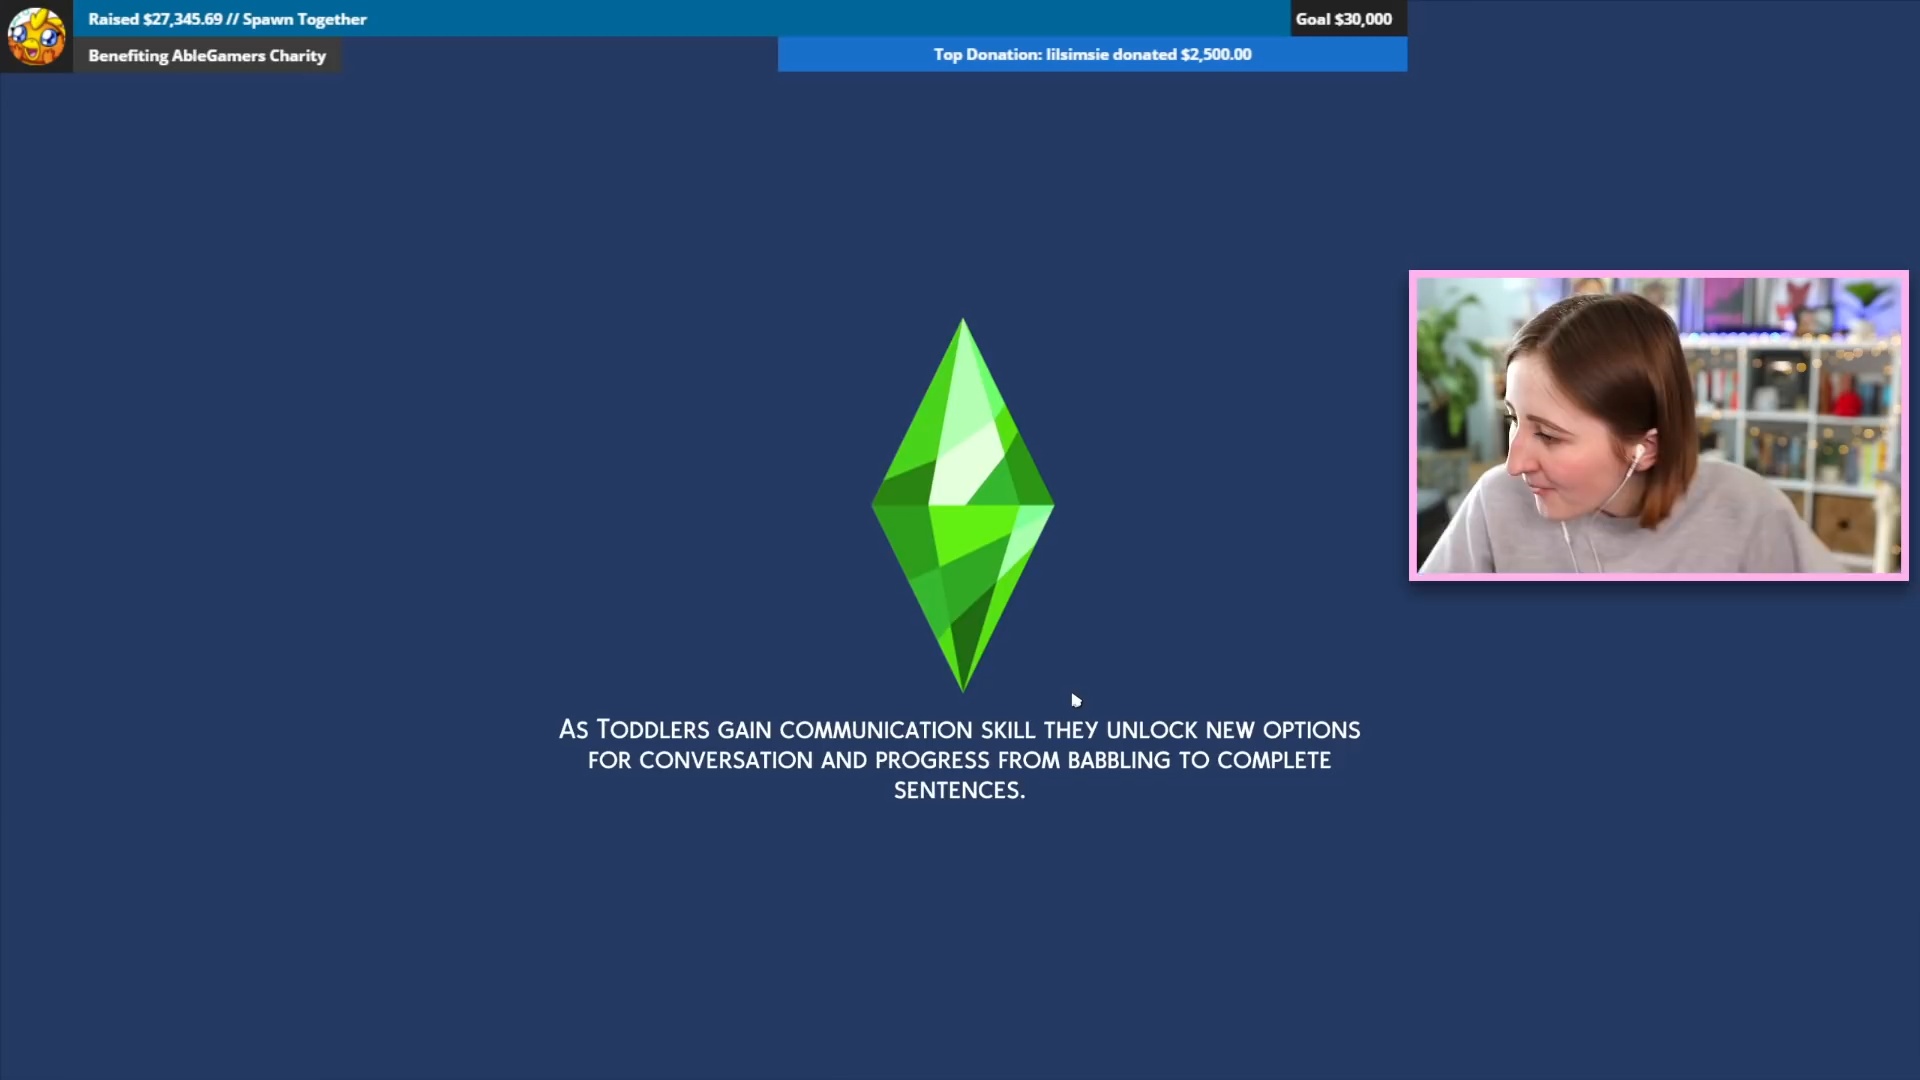 Raised $27,345.69 // Spawn Together
Goal $30,000
Benefiting AbleGamers Charity
Top Donation: lilsimsie donated $2,500.00
AS TODDLERS GAIN COMMUNICATION SKILL THEY UNLOCK NEW OPTIONS
FOR CONVERSATION AND PROGRESS FROM BABBLING TO COMPLETE
SENTENCES.